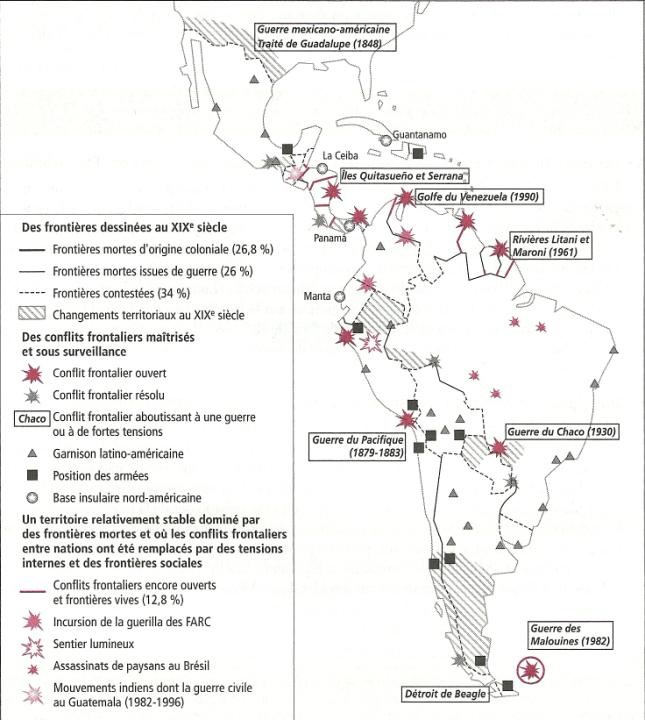 Guerre mexicano-américaine
Traité de Guadalupe (1848)
Guantanamo
La Ceiba
Îles Quitasueño et Serrana
Golfe du Venezuela (1990)
Panamá
Rivières Litani et
Maroni (1961)
Manta
Guerre du Pacifique
(1879-1883)
Guerre du Chaco (1930)
Guerre des
Malouines (1982)
Détroit de Beagle
Des frontières dessinées au XIXe siècle
Frontières mortes d'origine coloniale (26,8 %)
Frontières mortes issues de guerre (26 %)
Frontières contestées (34 %)
Changements territoriaux au XIXe siècle
Des conflits frontaliers maîtrisés
et sous surveillance
Conflit frontalier ouvert
Conflit frontalier résolu
Chaco
Conflit frontalier aboutissant à une guerre
ou à de fortes tensions
Garnison latino-américaine
Position des armées
Base insulaire nord-américaine
Un territoire relativement stable dominé par
des frontières mortes et où les conflits frontaliers
entre nations ont été remplacés par des tensions
internes et des frontières sociales
Conflits frontaliers encore ouverts
et frontières vives (12,8 %)
Incursion de la guerilla des FARC
Sentier lumineux
Assassinats de paysans au Brésil
Mouvements indiens dont la guerre civile
au Guatemala (1982-1996)